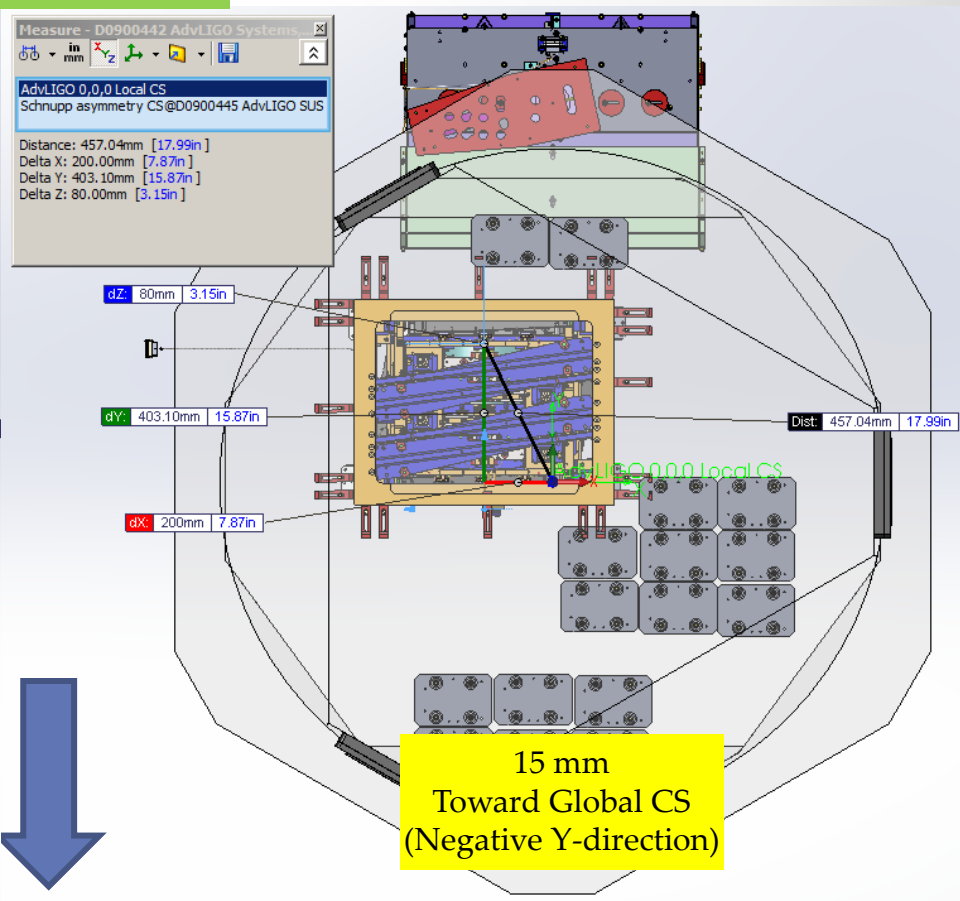 Measure - D0900442 AdvLIGO Systems,...
in
mm
X
Y
Z
AdvLIGO 0,0,0 Local CS
Schnupp asymmetry CS@D0900445 AdvLIGO SUS
Distance: 457.04mm [17.99in]
Delta X: 200.00mm [7.87in]
Delta Y: 403.10mm [15.87in]
Delta Z: 80.00mm [3.15in]
dZ: 80mm 3.15in
dY: 403.10mm 15.87in
Dist: 457.04mm 17.99in
AdvLIGO 0,0,0 Local CS
dX: 200mm 7.87in
15 mm
Toward Global CS
(Negative Y-direction)